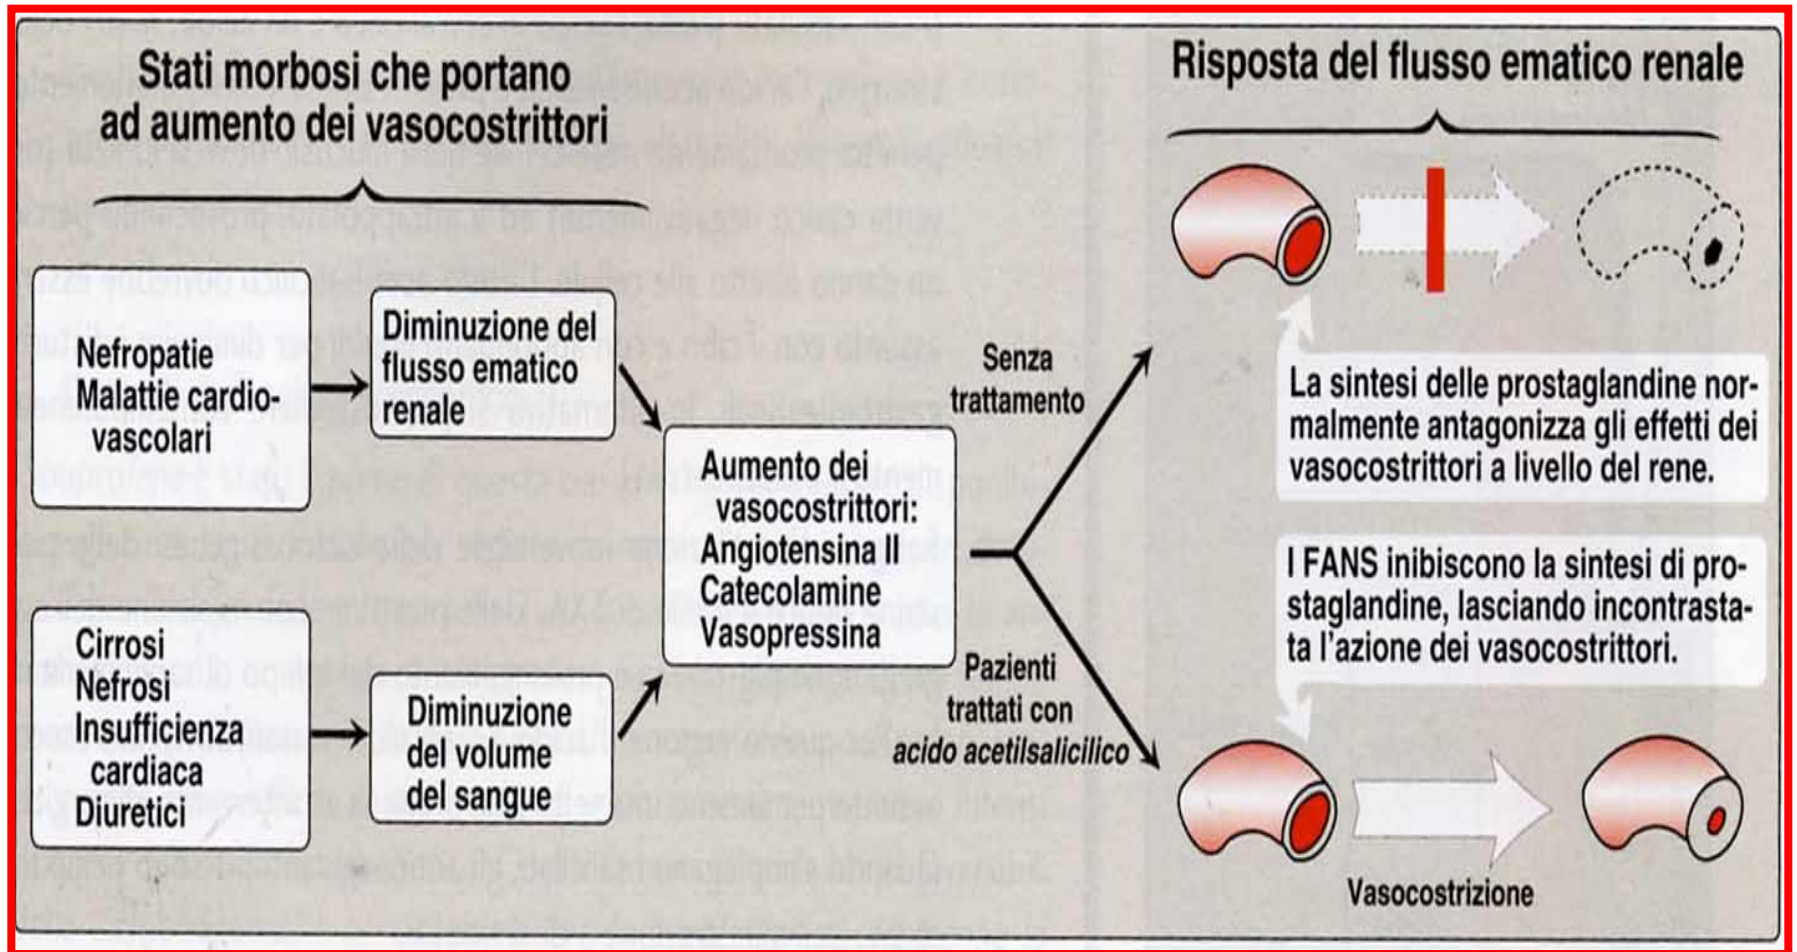 Stati morbosi che portano
ad aumento dei vasocostrittori
Risposta del flusso ematico renale
Nefropatie
Malattie cardio-
vascolari
Diminuzione del
flusso ematico
renale
Cirrosi
Nefrosi
Insufficienza
cardiaca
Diuretici
Diminuzione
del volume
del sangue
Aumento dei
vasocostrittori:
Angiotensina II
Catecolamine
Vasopressina
Senza
trattamento
Pazienti
trattati con
acido acetilsalicilico
La sintesi delle prostaglandine nor-
malmente antagonizza gli effetti dei
vasocostrittori a livello del rene.
I FANS inibiscono la sintesi di pro-
staglandine, lasciando incontrasta-
ta l'azione dei vasocostrittori.
Vasocostrizione